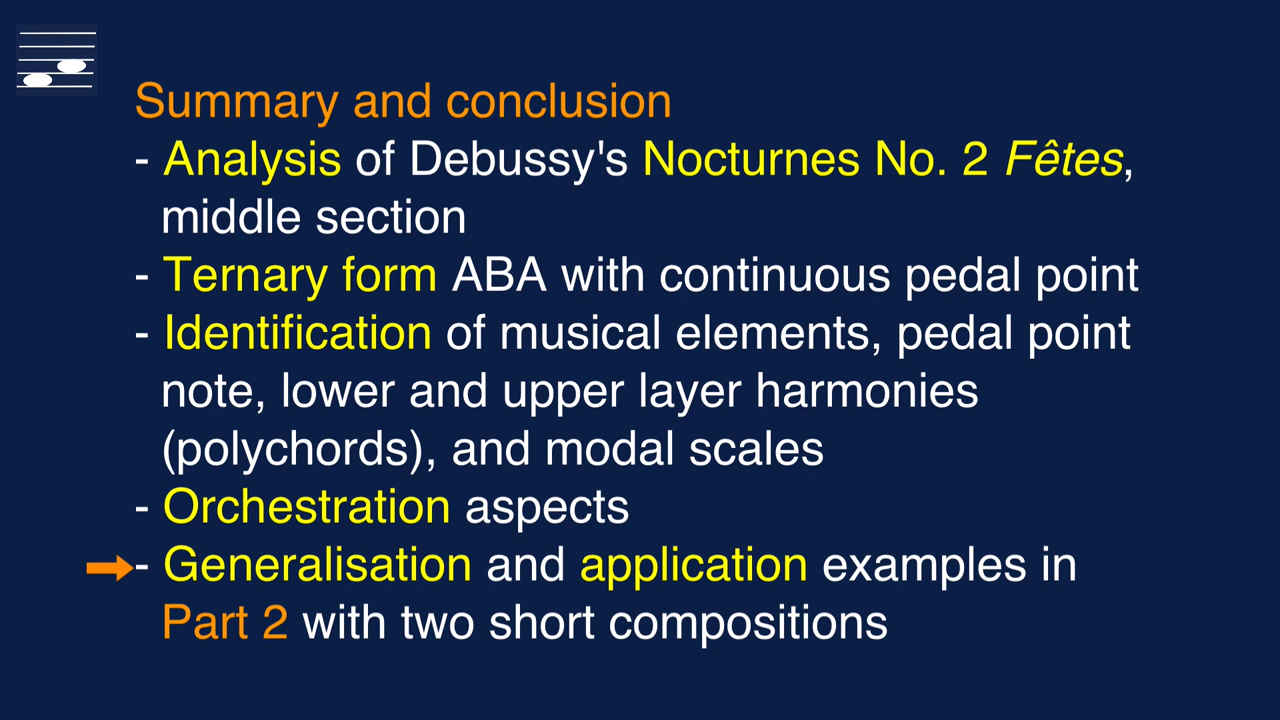 Summary and conclusion
- Analysis of Debussy's Nocturnes No. 2 Fêtes,
middle section
- Ternary form ABA with continuous pedal point
- Identification of musical elements, pedal point
note, lower and upper layer harmonies
(polychords), and modal scales
- Orchestration aspects
- Generalisation and application examples in
Part 2 with two short compositions